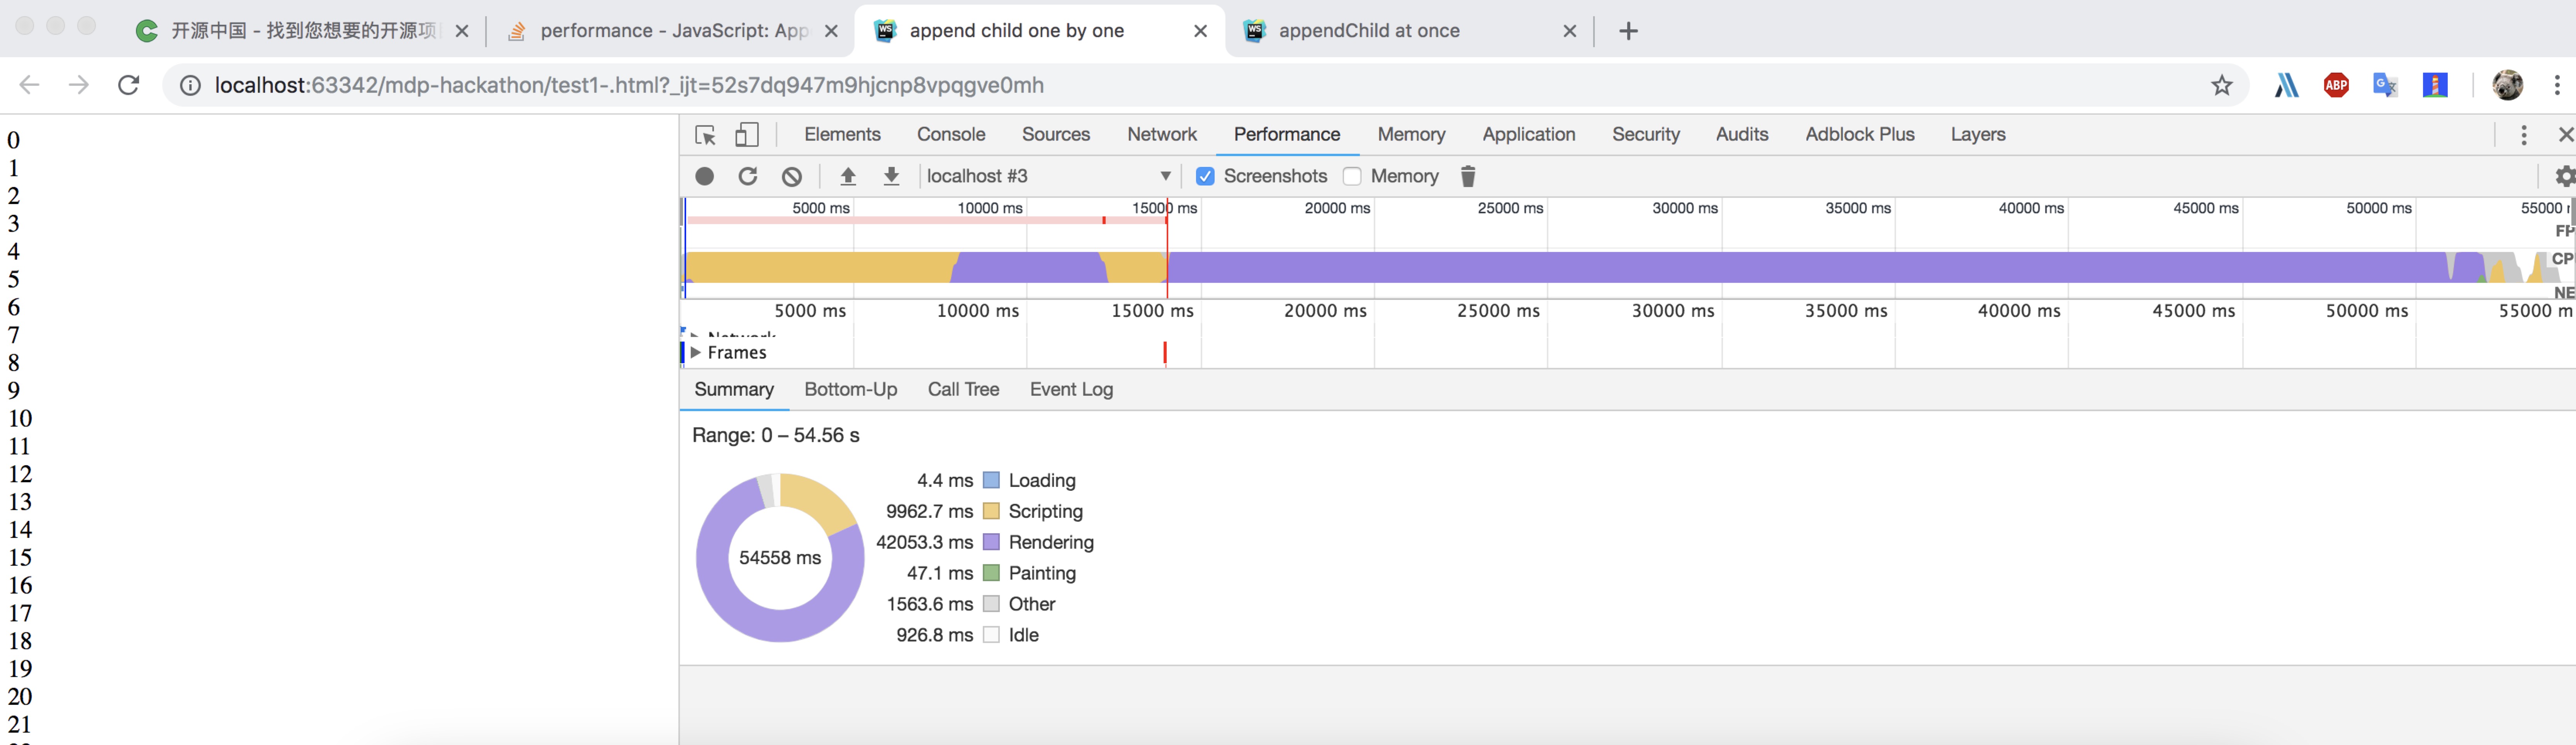 开源中国 - 找到您想要的开源项
performance - JavaScript: App
append child one by one
appendChild at once
localhost:63342/mdp-hackathon/test1-.html?_ijt=52s7dq947m9hjcnp8vpqgve0mh
ABP
Elements Console Sources Network Performance Memory Application Security Audits Adblock Plus Layers
localhost #3 Screenshots Memory
5000 ms 10000 ms 15000 ms 20000 ms 25000 ms 30000 ms 35000 ms 40000 ms 45000 ms 50000 ms 55000
CP
NE
5000 ms 10000 ms 15000 ms 20000 ms 25000 ms 30000 ms 35000 ms 40000 ms 45000 ms 50000 ms 55000 m
Network
Frames
Summary Bottom-Up Call Tree Event Log
Range: 0 – 54.56 s
54558 ms
4.4 ms Loading
9962.7 ms Scripting
42053.3 ms Rendering
47.1 ms Painting
1563.6 ms Other
926.8 ms Idle
0
1
2
3
4
5
6
7
8
9
10
11
12
13
14
15
16
17
18
19
20
21